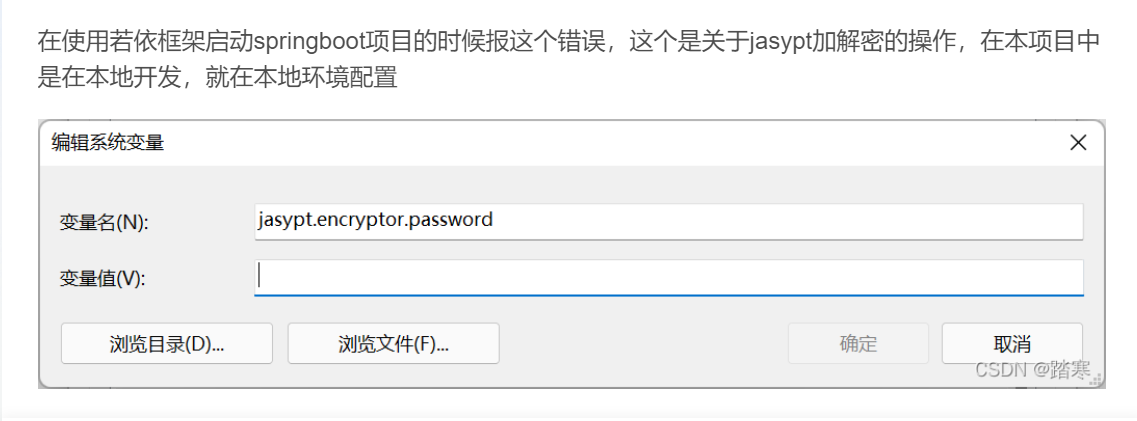 在使用若依框架启动springboot项目的时候报这个错误，这个是关于jasypt加解密的操作，在本项目中
是在本地开发，就在本地环境配置
编辑系统变量
变量名(N):
jasypt.encryptor.password
变量值(V):
浏览目录(D)...
浏览文件(F)...
确定
取消
CSDN @踏寒